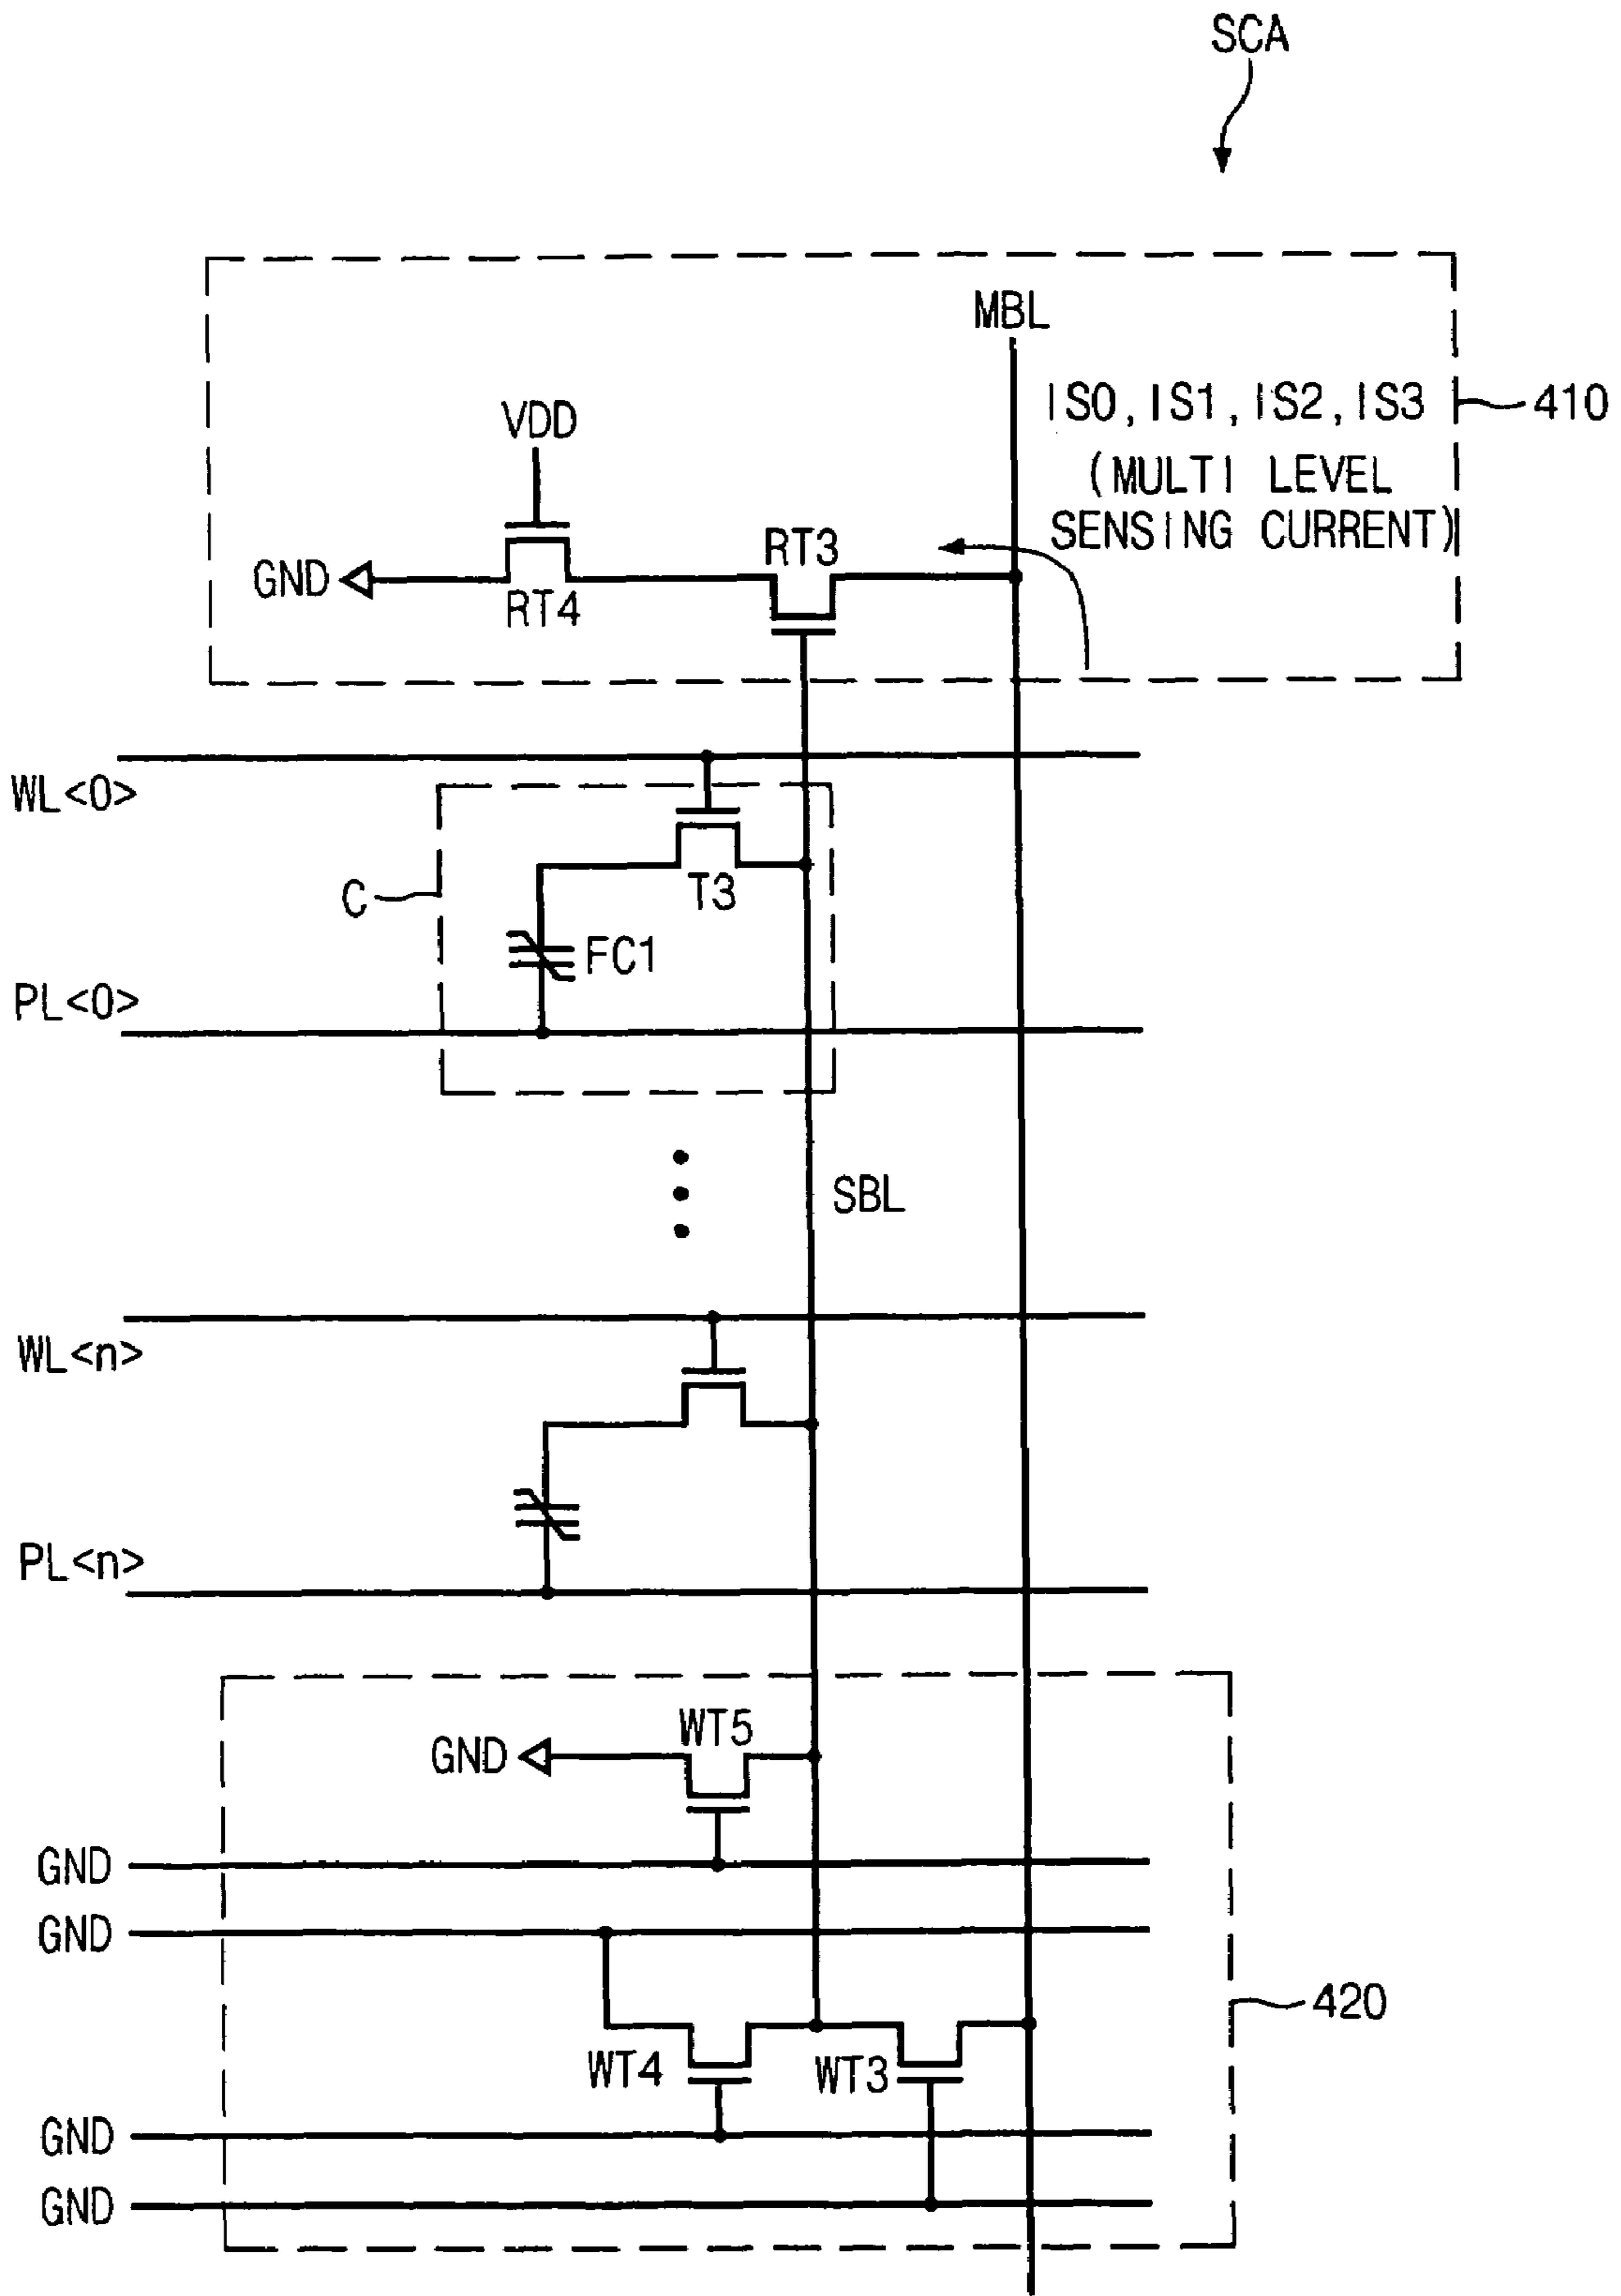 SCA
MBL
IS0, IS1, IS2, IS3
410
VDD
(MULTI LEVEL
SENSING CURRENT)
RT3
GND
RT4
WL<0>
T3
C
FC1
PL<0>
SBL
WL<n>
PL<n>
WT5
GND
GND
GND
420
WT4
WT3
GND
GND